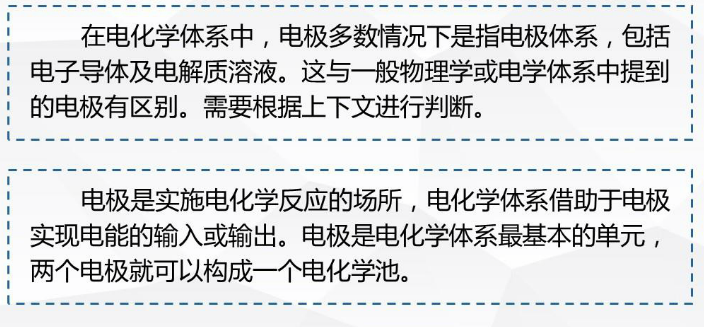 在电化学体系中，电极多数情况下是指电极体系，包括
电子导体及电解质溶液。这与一般物理学或电学体系中提到
的电极有区别。需要根据上下文进行判断。
电极是实施电化学反应的场所，电化学体系借助于电极
实现电能的输入或输出。电极是电化学体系最基本的单元，
两个电极就可以构成一个电化学池。